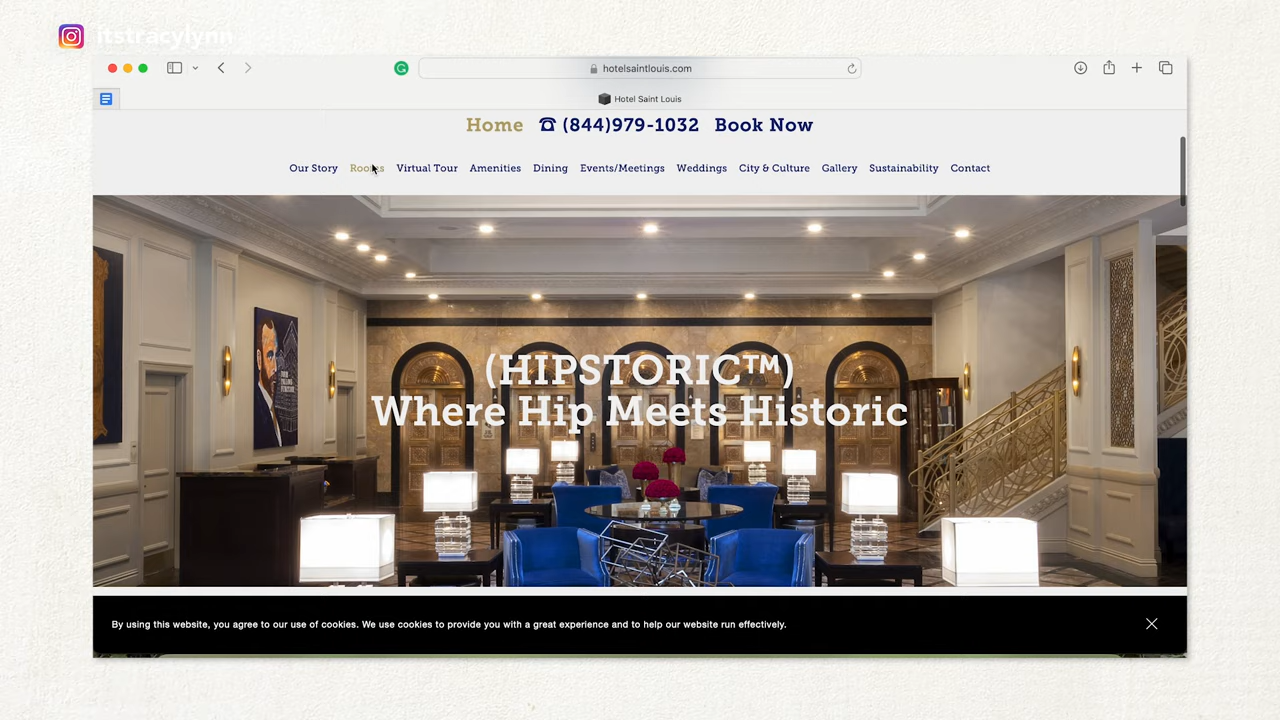 itstracylynn
hotelsaintlouis.com
Hotel Saint Louis
Home ☎ (844)979-1032 Book Now
Our Story Rooms Virtual Tour Amenities Dining Events/Meetings Weddings City & Culture Gallery Sustainability Contact
(HIPSTORIC™)
Where Hip Meets Historic
By using this website, you agree to our use of cookies. We use cookies to provide you with a great experience and to help our website run effectively.